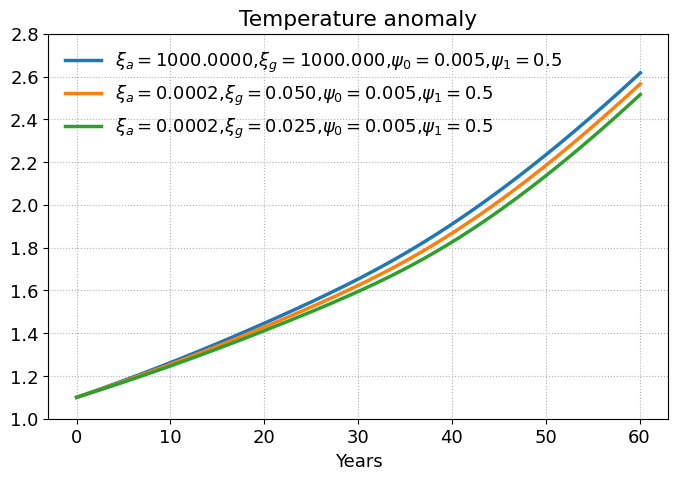 Temperature anomaly
2.8
2.6
2.4
2.2
2.0
1.8
1.6
1.4
1.2
1.0
ξₐ = 1000.0000,ξg = 1000.000,ψ₀ = 0.005,ψ₁ = 0.5
ξₐ = 0.0002,ξg = 0.050,ψ₀ = 0.005,ψ₁ = 0.5
ξₐ = 0.0002,ξg = 0.025,ψ₀ = 0.005,ψ₁ = 0.5
0 10 20 30 40 50 60
Years